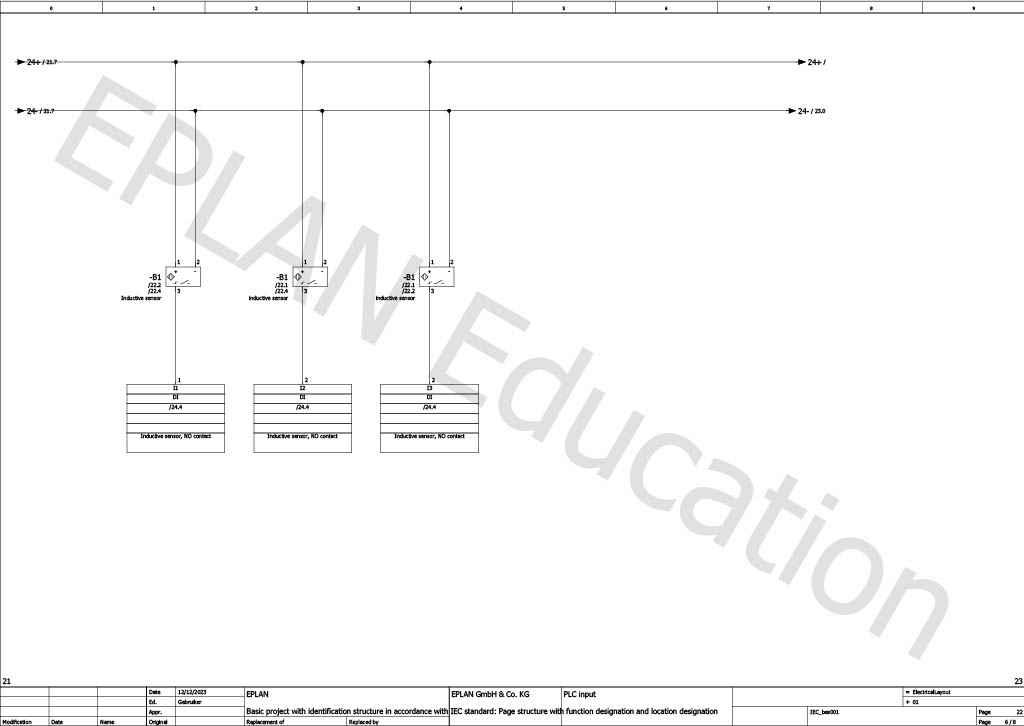 0 1 2 3 4 5 6 7 8 9
24+ / 21.7 24+ /
24- / 21.7 24- / 23.0
EPLAN Education
1 2 1 2 1 2
+ - + - + -
-B1 -B1 -B1
/22.2 /22.1 /22.1
/22.4 3 /22.4 3 /22.2 3
Inductive sensor Inductive sensor Inductive sensor
1 2 2
I1 I2 I3
DI DI DI
/24.4 /24.4 /24.4
Inductive sensor, NO contact Inductive sensor, NO contact Inductive sensor, NO contact
21 23
Date 12/12/2023 EPLAN EPLAN GmbH & Co. KG PLC input = ElectricalLayout
Ed. Gebruiker + 01
Appr. Basic project with identification structure in accordance with IEC standard: Page structure with function designation and location designation IEC_bas001 Page 22
Modification Date Name Original Replacement of Replaced by Page 6 / 8